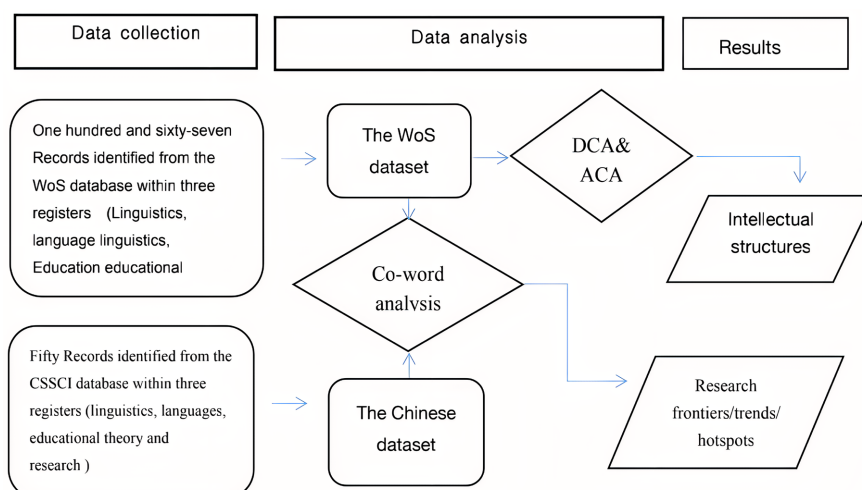 Data collection
Data analysis
Results
One hundred and sixty-seven
Records identified from the
WoS database within three
registers (Linguistics,
language linguistics,
Education educational
The WoS
dataset
DCA&
ACA
Intellectual
structures
Co-word
analysis
Fifty Records identified from the
CSSCI database within three
registers (linguistics, languages,
educational theory and
research )
The Chinese
dataset
Research
frontiers/trends/
hotspots